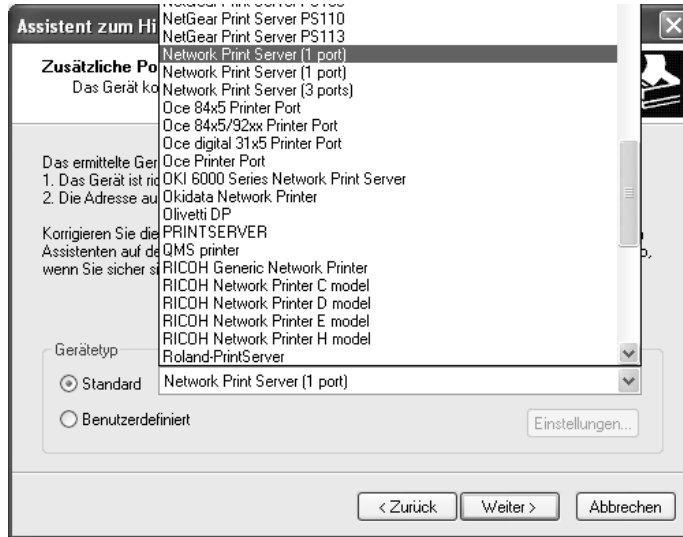 Assistent zum Hi
Zusätzliche Po
Das Gerät ko
NetGear Print Server PS110
NetGear Print Server PS113
Network Print Server (1 port)
Network Print Server (1 port)
Network Print Server (3 ports)
Oce 84x5 Printer Port
Oce 84x5/92xx Printer Port
Oce digital 31x5 Printer Port
Oce Printer Port
OKI 6000 Series Network Print Server
Okidata Network Printer
Olivetti DP
PRINTSERVER
QMS printer
RICOH Generic Network Printer
RICOH Network Printer C model
RICOH Network Printer D model
RICOH Network Printer E model
RICOH Network Printer H model
Roland-PrintServer
Das ermittelte Ger
1. Das Gerät ist ric
2. Die Adresse au
Korrigieren Sie die
Assistenten auf de
wenn Sie sicher si
Gerätetyp
Standard
Network Print Server (1 port)
Benutzerdefiniert
Einstellungen...
< Zurück
Weiter >
Abbrechen